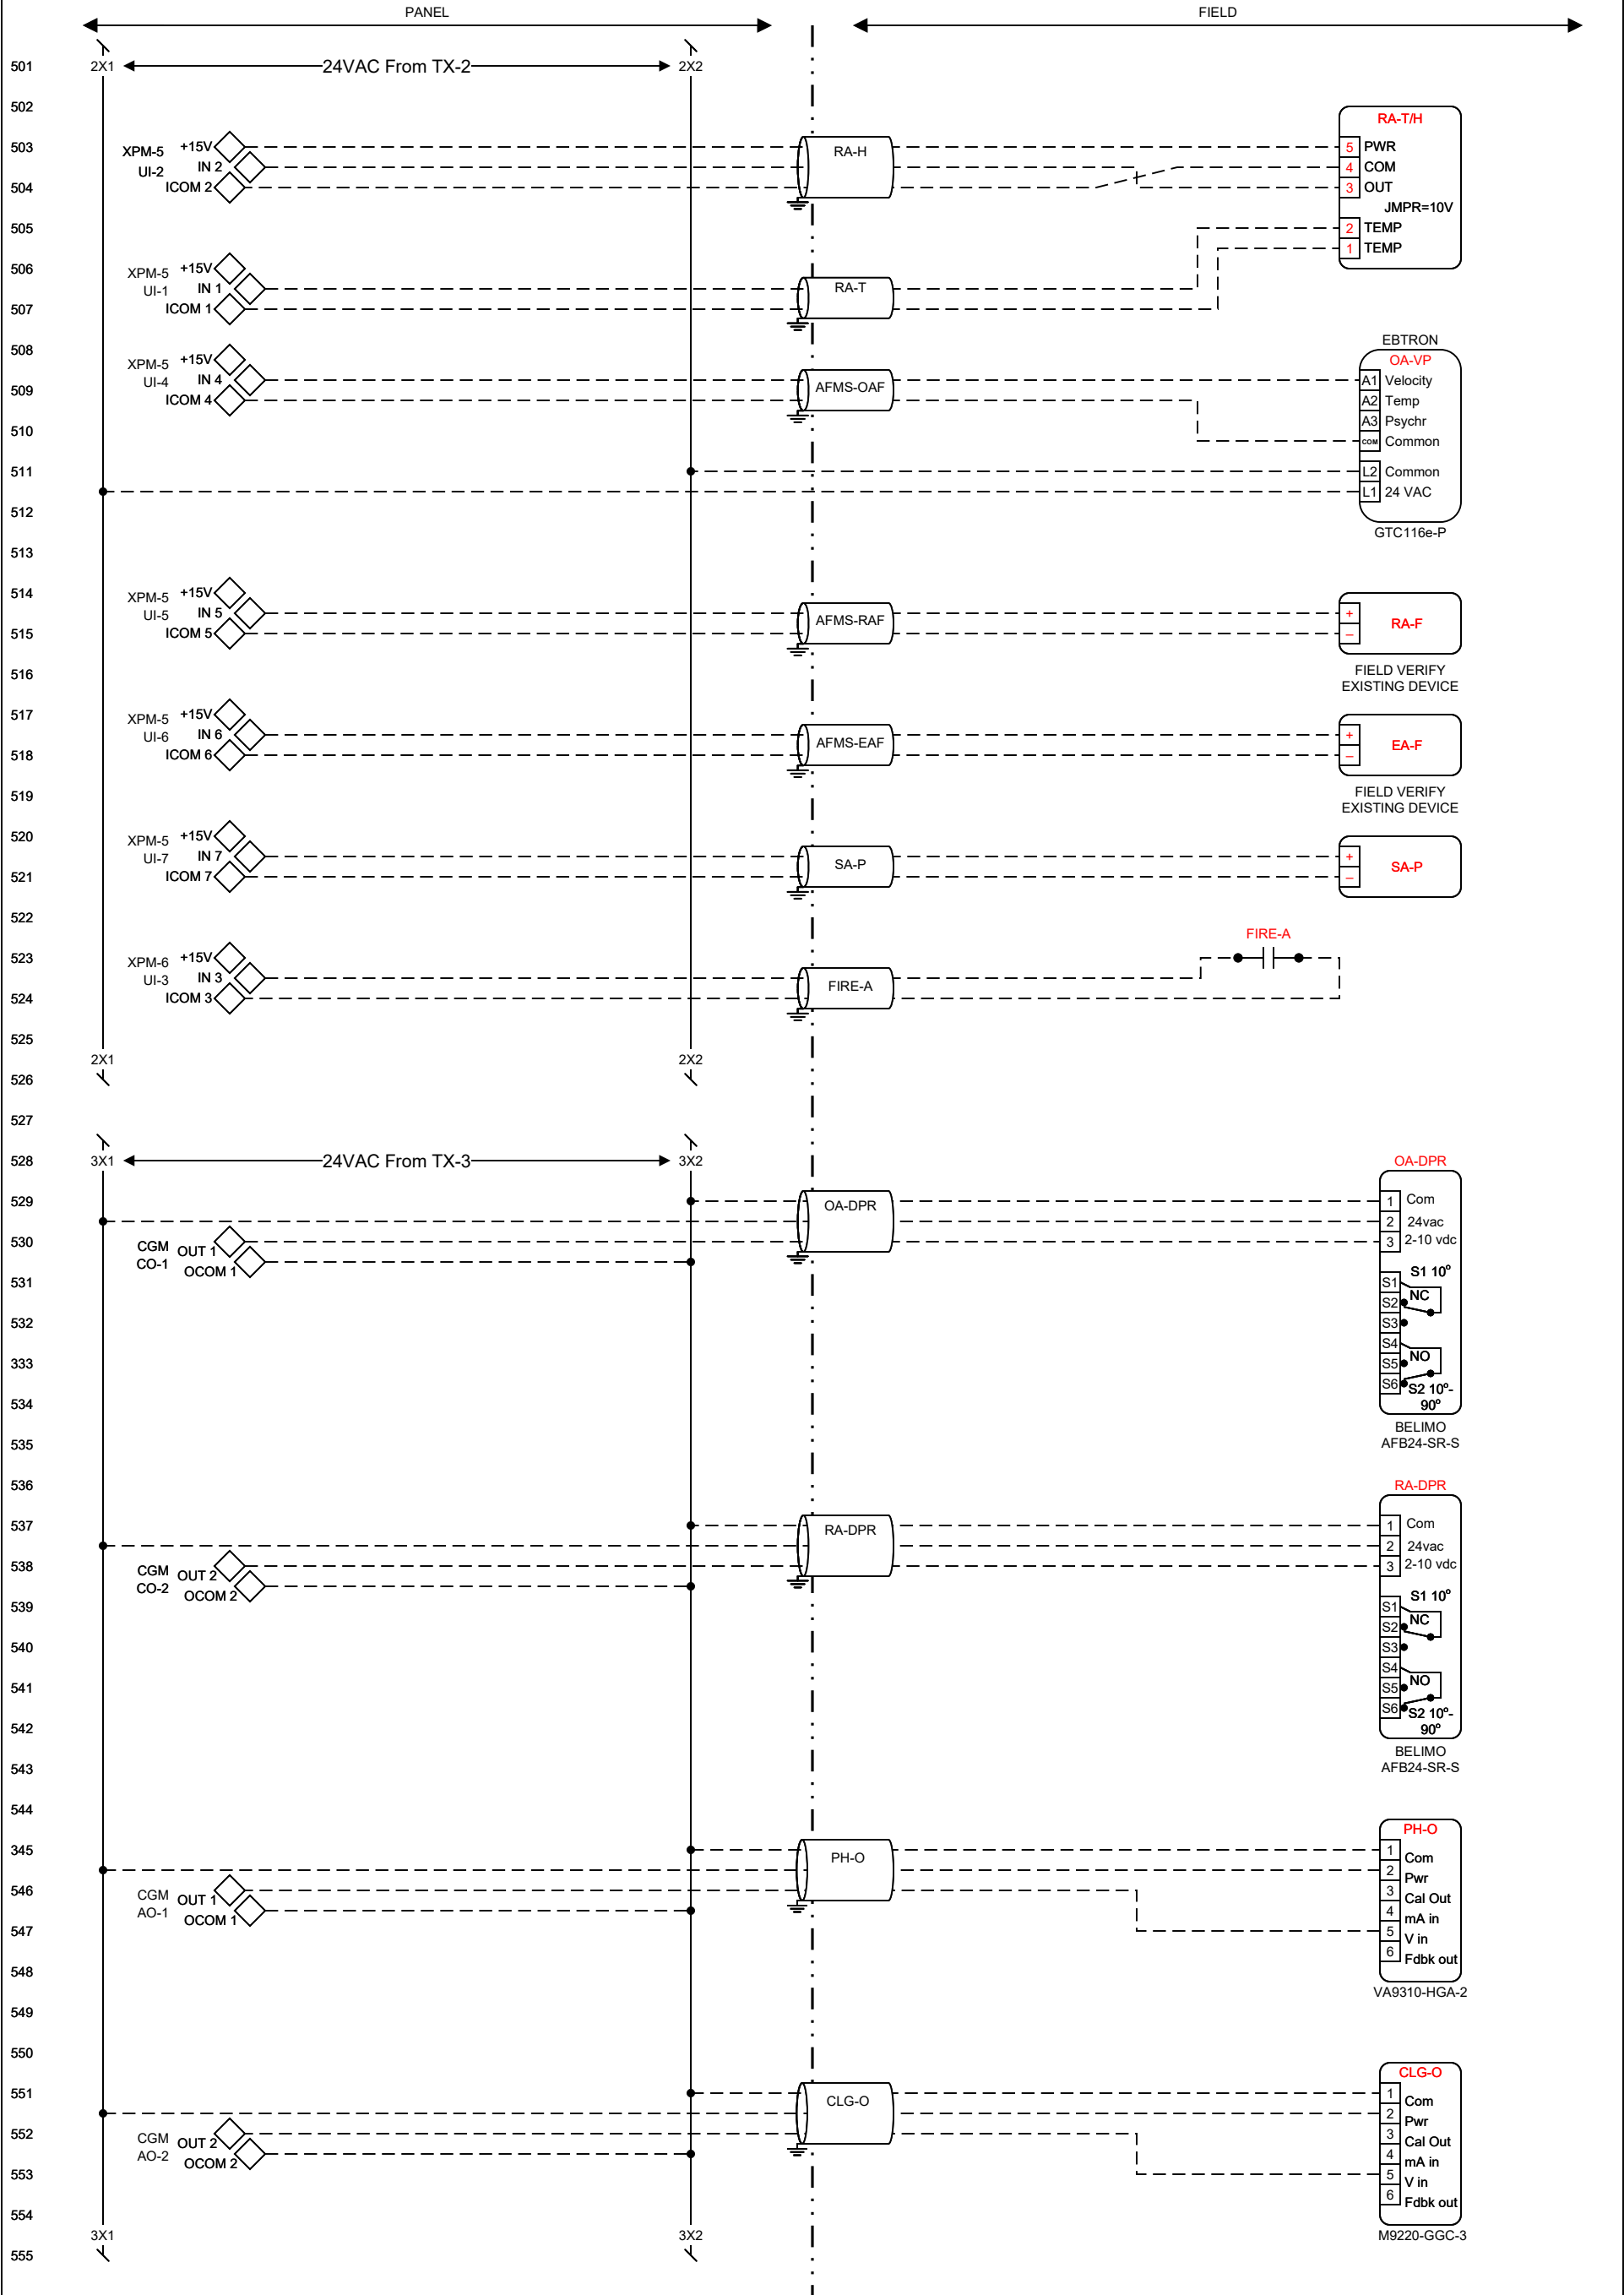 PANEL
FIELD
501 2X1 24VAC From TX-2 2X2
502
RA-T/H
503 XPM-5 +15V RA-H 5 PWR
UI-2 IN 2 4 COM
504 ICOM 2 3 OUT
JMPR=10V
505 2 TEMP
1 TEMP
506 XPM-5 +15V
UI-1 IN 1 RA-T
507 ICOM 1
EBTRON
508 XPM-5 +15V OA-VP
UI-4 IN 4 A1 Velocity
509 ICOM 4 AFMS-OAF A2 Temp
A3 Psychr
510 COM Common
511 L2 Common
L1 24 VAC
512
GTC116e-P
513
514 XPM-5 +15V
UI-5 IN 5 AFMS-RAF + RA-F
515 ICOM 5 –
516 FIELD VERIFY
EXISTING DEVICE
517 XPM-5 +15V
UI-6 IN 6 AFMS-EAF + EA-F
518 ICOM 6 –
519 FIELD VERIFY
EXISTING DEVICE
520 XPM-5 +15V
UI-7 IN 7 SA-P + SA-P
521 ICOM 7 –
522
FIRE-A
523 XPM-6 +15V
UI-3 IN 3 FIRE-A
524 ICOM 3
525
2X1 2X2
526
527
528 3X1 24VAC From TX-3 3X2 OA-DPR
529 OA-DPR 1 Com
2 24vac
530 CGM OUT 1 3 2-10 vdc
CO-1 OCOM 1
531 S1 S1 10º
S2 NC
532 S3
S4
333 S5 NO
S6 S2 10º-
534 90º
BELIMO
535 AFB24-SR-S
536 RA-DPR
537 RA-DPR 1 Com
2 24vac
538 CGM OUT 2 3 2-10 vdc
CO-2 OCOM 2
539 S1 S1 10º
S2 NC
540 S3
S4
541 S5 NO
S6 S2 10º-
542 90º
BELIMO
543 AFB24-SR-S
544
PH-O
345 PH-O 1 Com
2 Pwr
546 CGM OUT 1 3 Cal Out
AO-1 OCOM 1 4 mA in
547 5 V in
6 Fdbk out
548
VA9310-HGA-2
549
550
CLG-O
551 CLG-O 1 Com
2 Pwr
552 CGM OUT 2 3 Cal Out
AO-2 OCOM 2 4 mA in
553 5 V in
6 Fdbk out
554
3X1 3X2 M9220-GGC-3
555